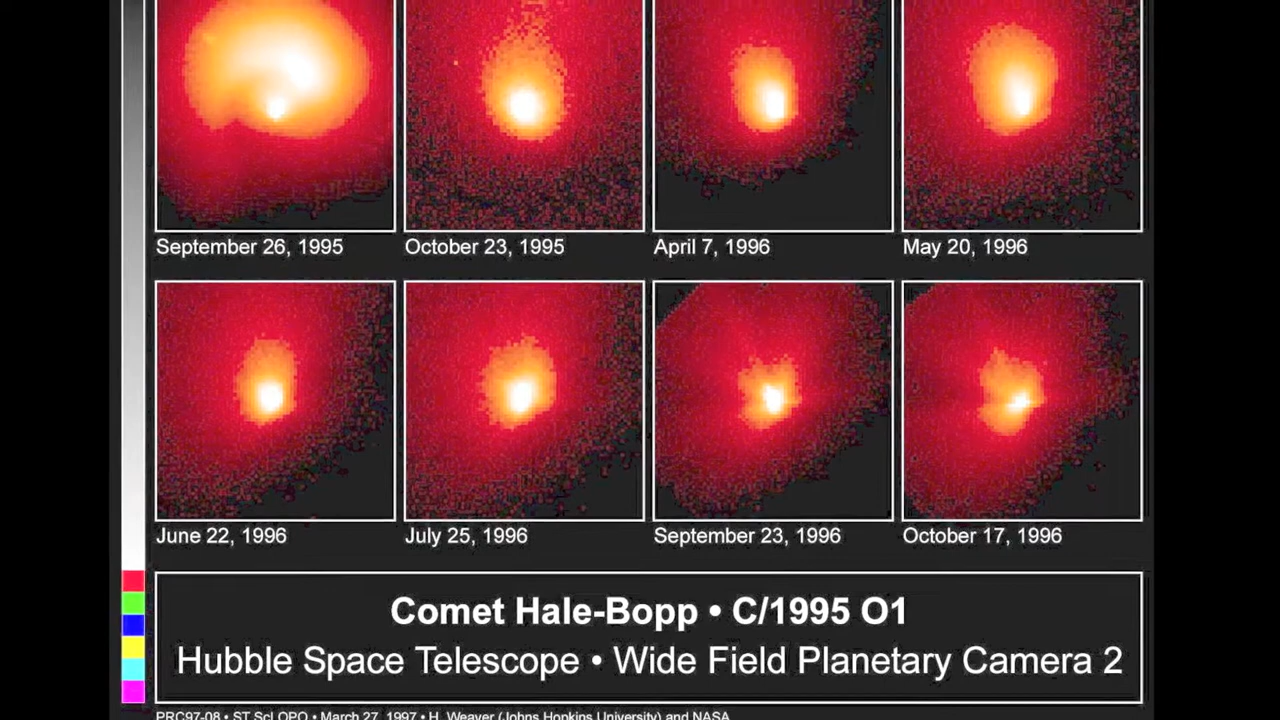 September 26, 1995
October 23, 1995
April 7, 1996
May 20, 1996
June 22, 1996
July 25, 1996
September 23, 1996
October 17, 1996
Comet Hale-Bopp • C/1995 O1
Hubble Space Telescope • Wide Field Planetary Camera 2
PRC97-08 • ST ScI OPO • March 27, 1997 • H. Weaver (Johns Hopkins University) and NASA